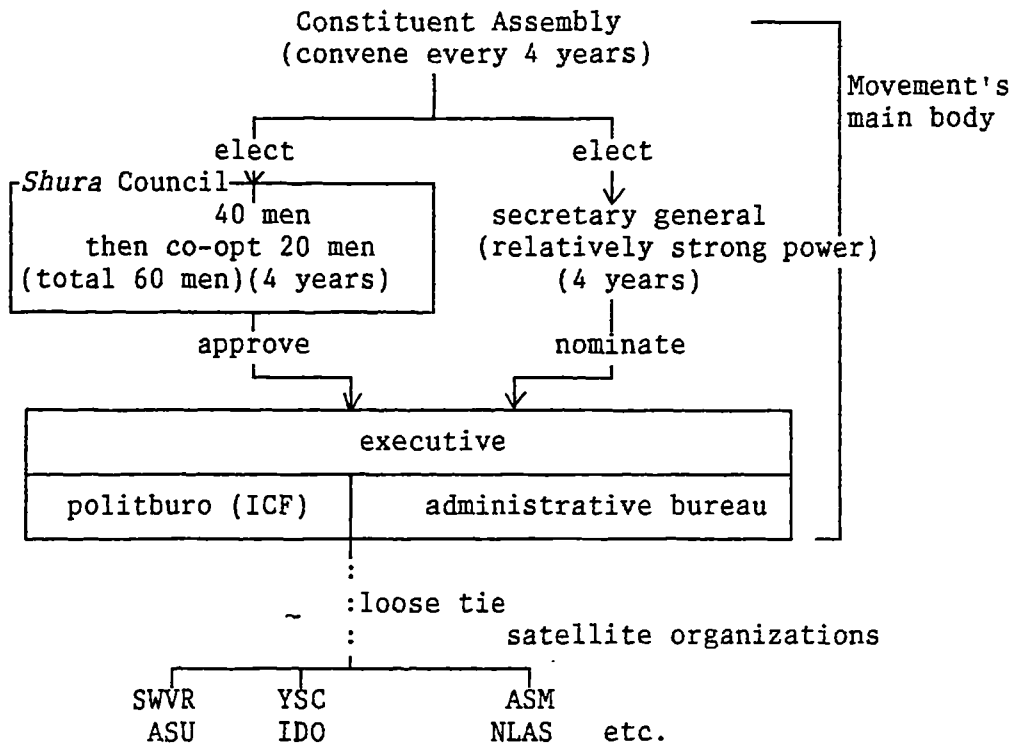 Constituent Assembly
(convene every 4 years)
Movement's
main body
elect
elect
Shura Council
40 men
then co-opt 20 men
(total 60 men)(4 years)
secretary general
(relatively strong power)
(4 years)
approve
nominate
executive
politburo (ICF)
administrative bureau
loose tie
satellite organizations
SWVR YSC ASM
ASU IDO NLAS etc.